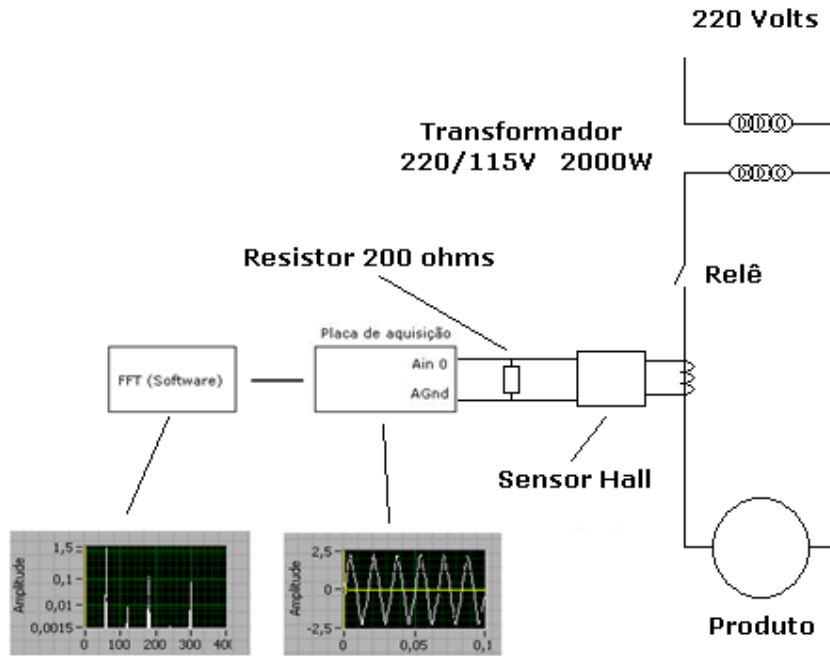 220 Volts
Transformador
220/115V 2000W
Resistor 200 ohms
Relê
Placa de aquisição
Ain 0
FFT (Software)
AGnd
Sensor Hall
Amplitude
1,5
0,1
0,01
0,0015
0 100 200 300 400
Amplitude
2,5
0
-2,5
0 0,05 0,1
Produto